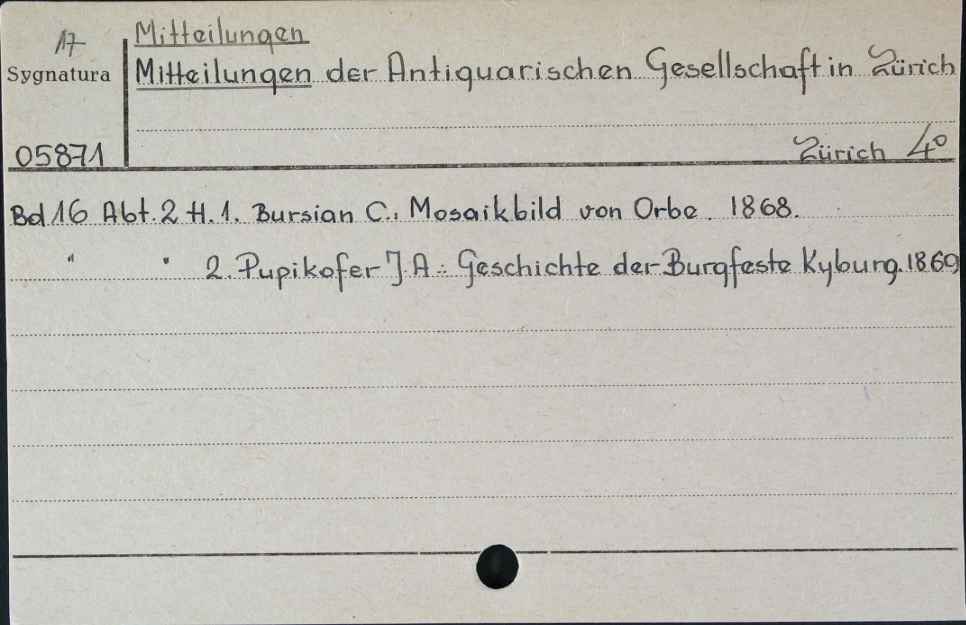 17
Mitteilungen
Sygnatura
Mitteilungen der Antiquarischen Gesellschaft in Zürich
05871
Zürich 4°
Bd 16 Abt. 2 H. 1. Bursian C.: Mosaikbild von Orbe. 1868.
" " 2. Pupikofer J. A.: Geschichte der Burgfeste Kyburg. 1869